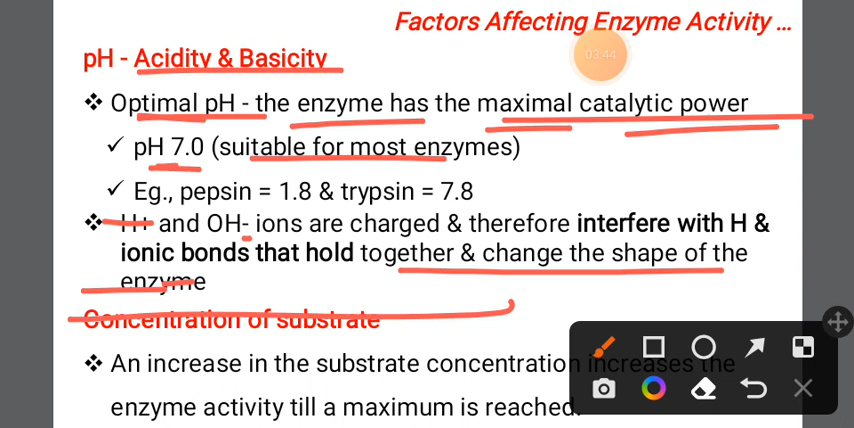 Factors Affecting Enzyme Activity ...
03:44
pH - Acidity & Basicity
❖ Optimal pH - the enzyme has the maximal catalytic power
✓ pH 7.0 (suitable for most enzymes)
✓ Eg., pepsin = 1.8 & trypsin = 7.8
❖ H+ and OH- ions are charged & therefore interfere with H &
ionic bonds that hold together & change the shape of the
enzyme
Concentration of substrate
❖ An increase in the substrate concentration increases the
enzyme activity till a maximum is reached.